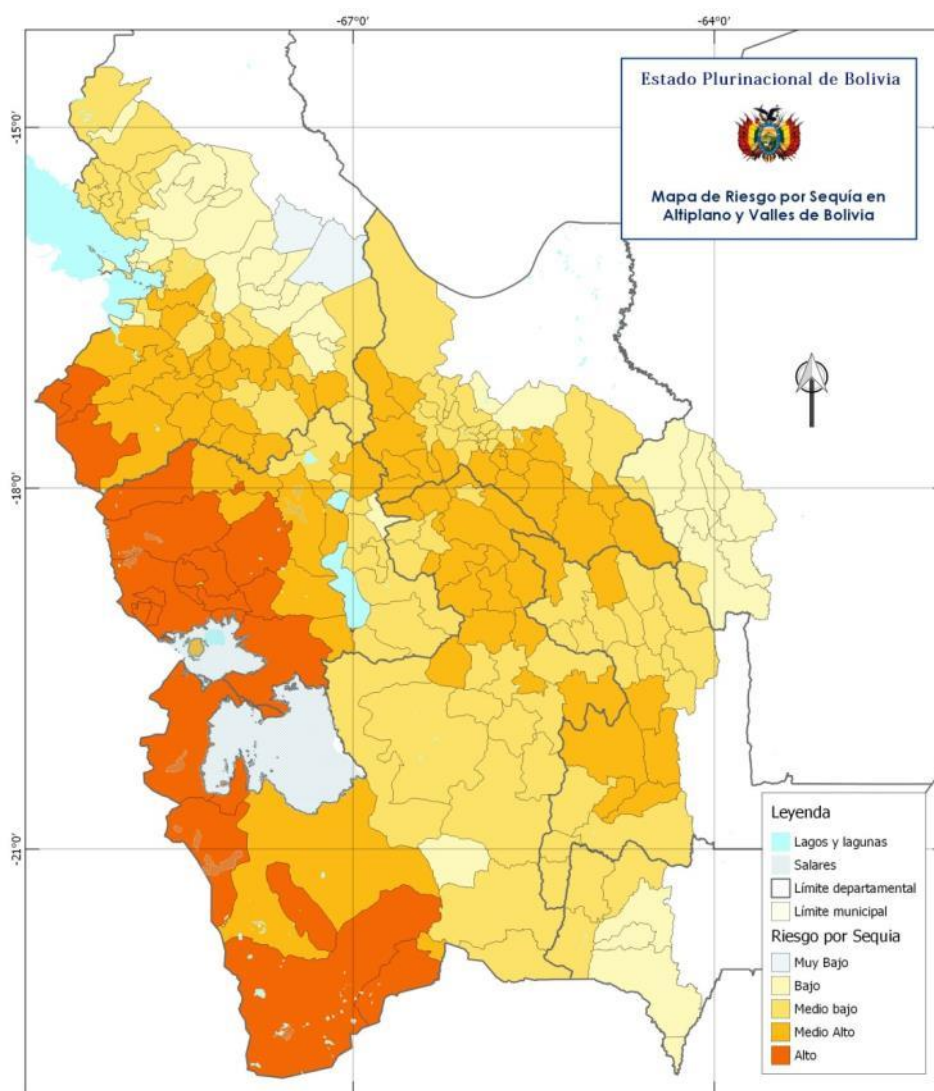 -67°0'
-64°0'
Estado Plurinacional de Bolivia
Mapa de Riesgo por Sequía en
Altiplano y Valles de Bolivia
-15°0'
-18°0'
-21°0'
Leyenda
Lagos y lagunas
Salares
Límite departamental
Límite municipal
Riesgo por Sequia
Muy Bajo
Bajo
Medio bajo
Medio Alto
Alto